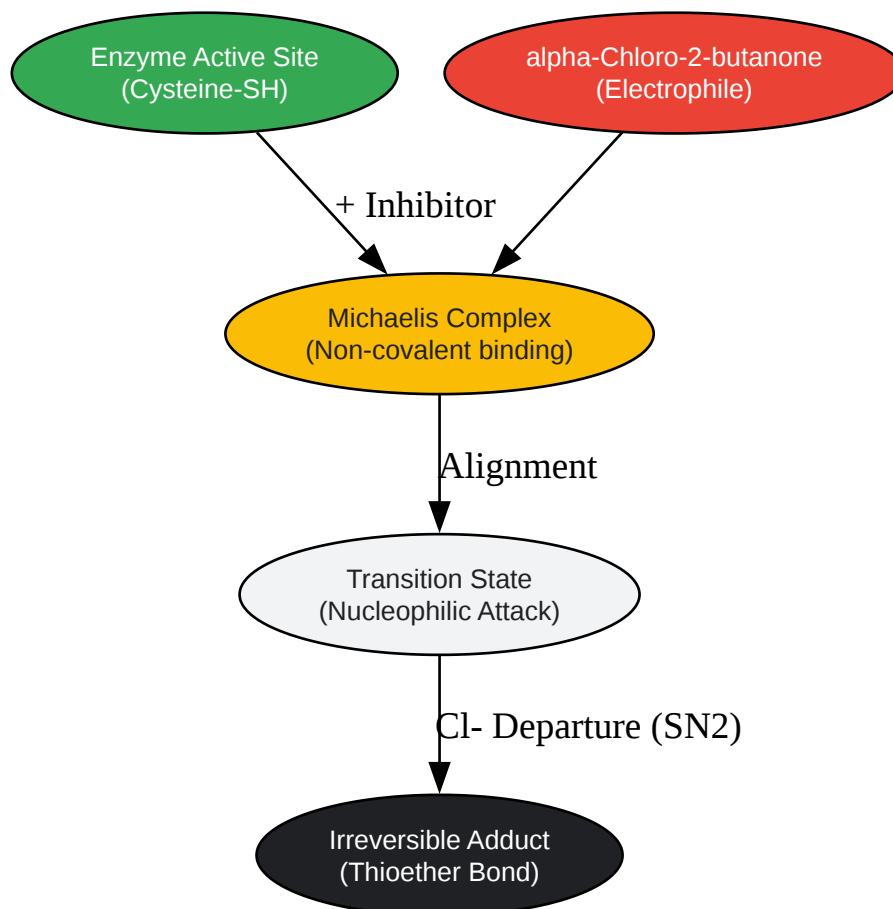 Enzyme Active Site
(Cysteine-SH)
alpha-Chloro-2-butanone
(Electrophile)
+ Inhibitor
Michaelis Complex
(Non-covalent binding)
Alignment
Transition State
(Nucleophilic Attack)
Cl- Departure (SN2)
Irreversible Adduct
(Thioether Bond)